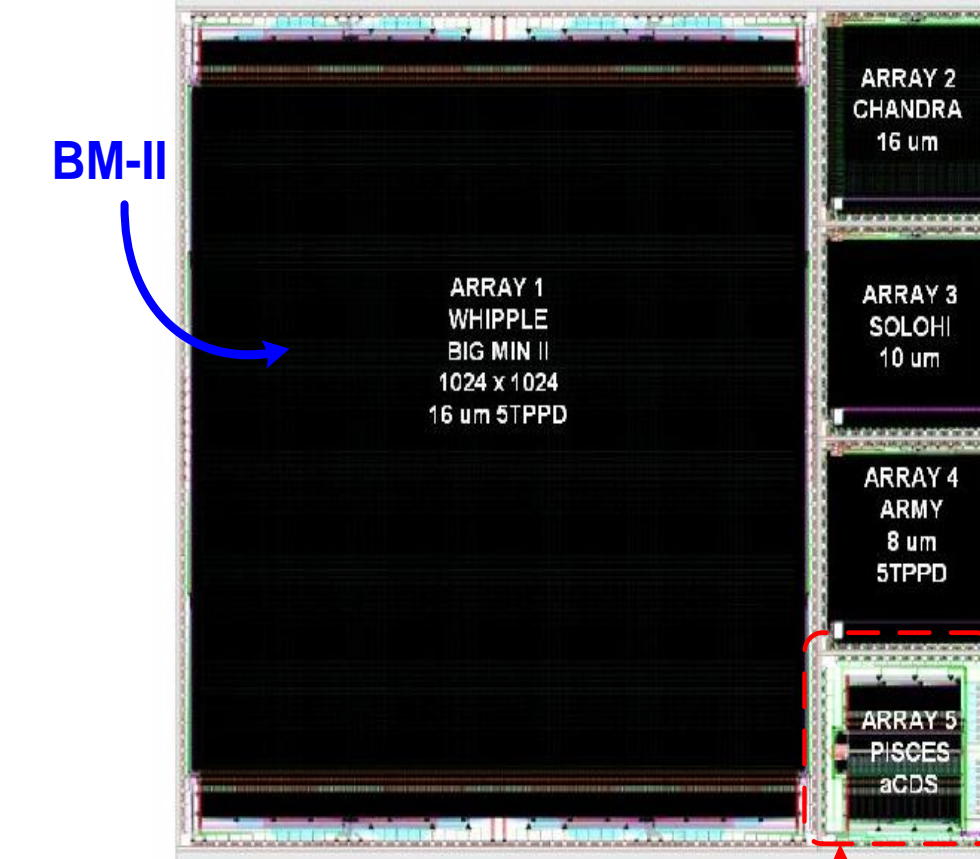 BM-II
ARRAY 1
WHIPPLE
BIG MIN II
1024 x 1024
16 um 5TPPD
ARRAY 2
CHANDRA
16 um
ARRAY 3
SOLOHI
10 um
ARRAY 4
ARMY
8 um
5TPPD
ARRAY 5
PISCES
aCDS